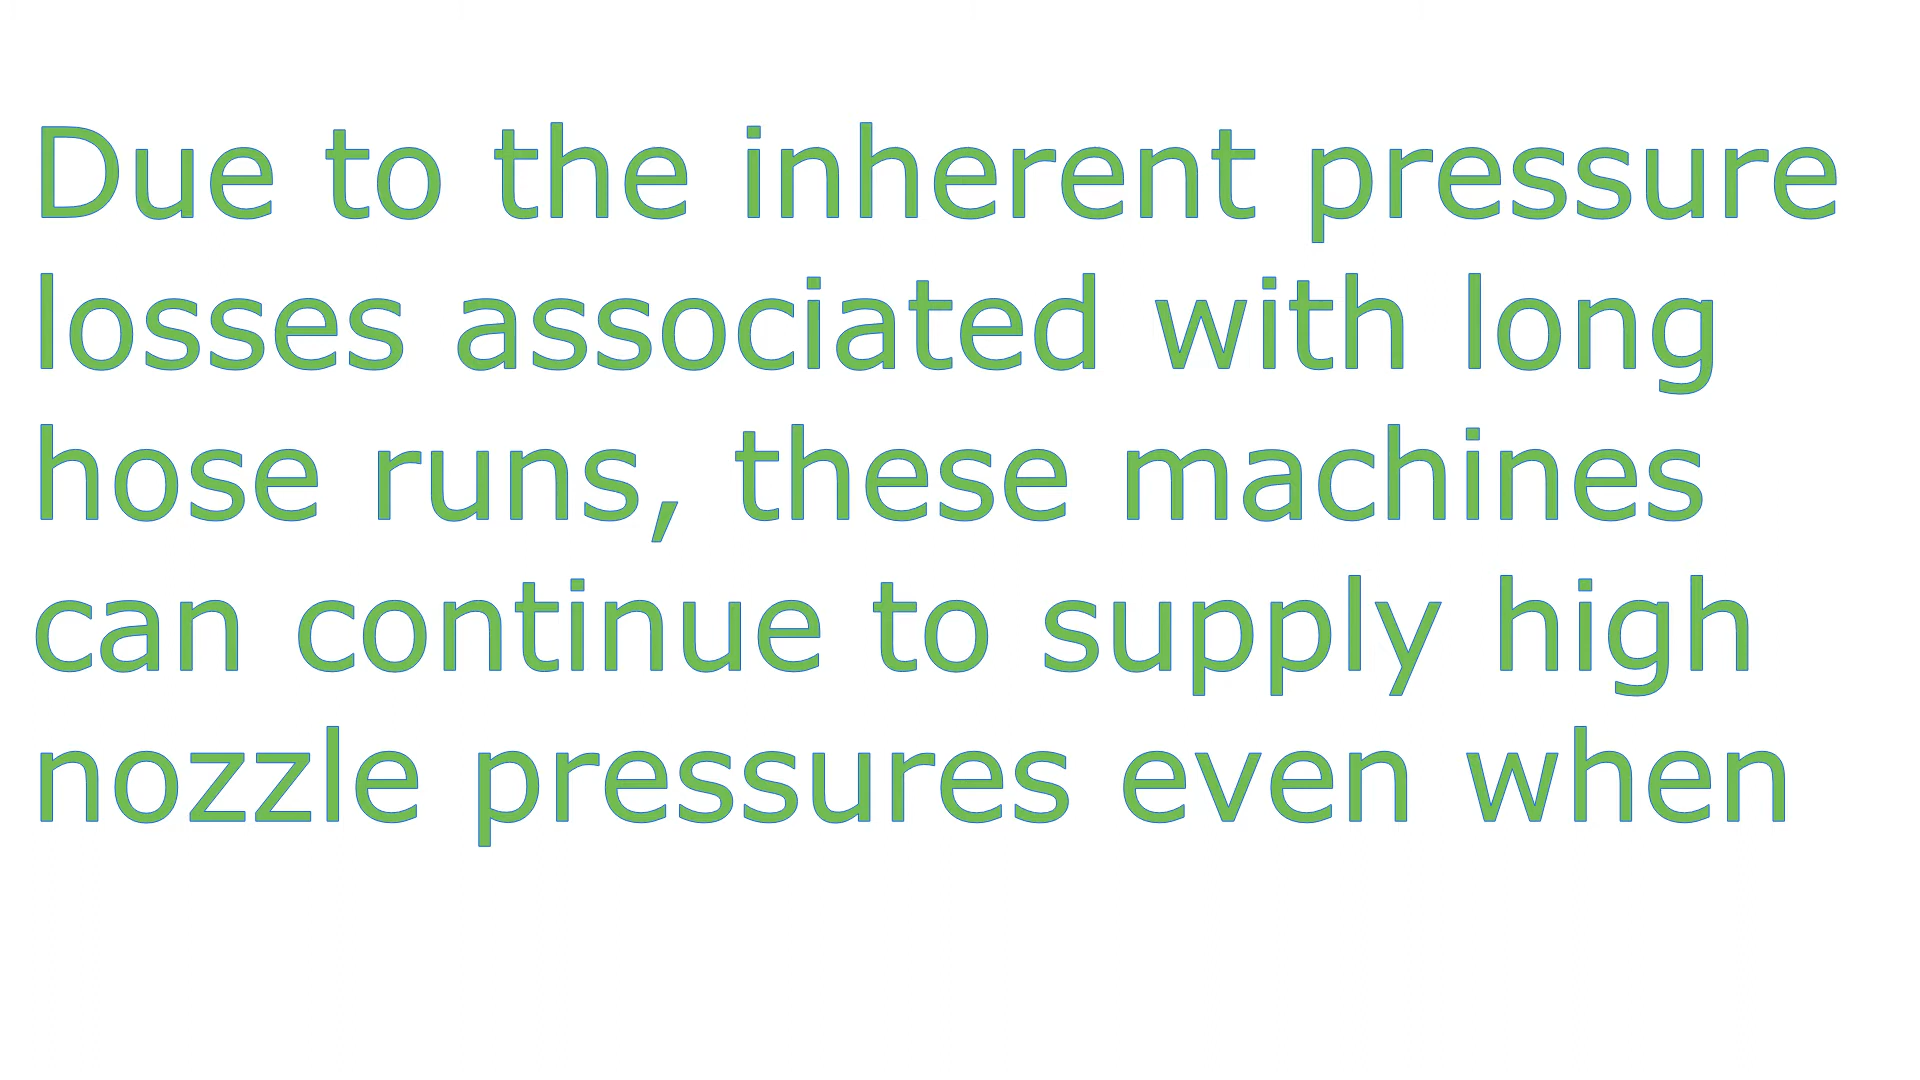 Due to the inherent pressure
losses associated with long
hose runs, these machines
can continue to supply high
nozzle pressures even when